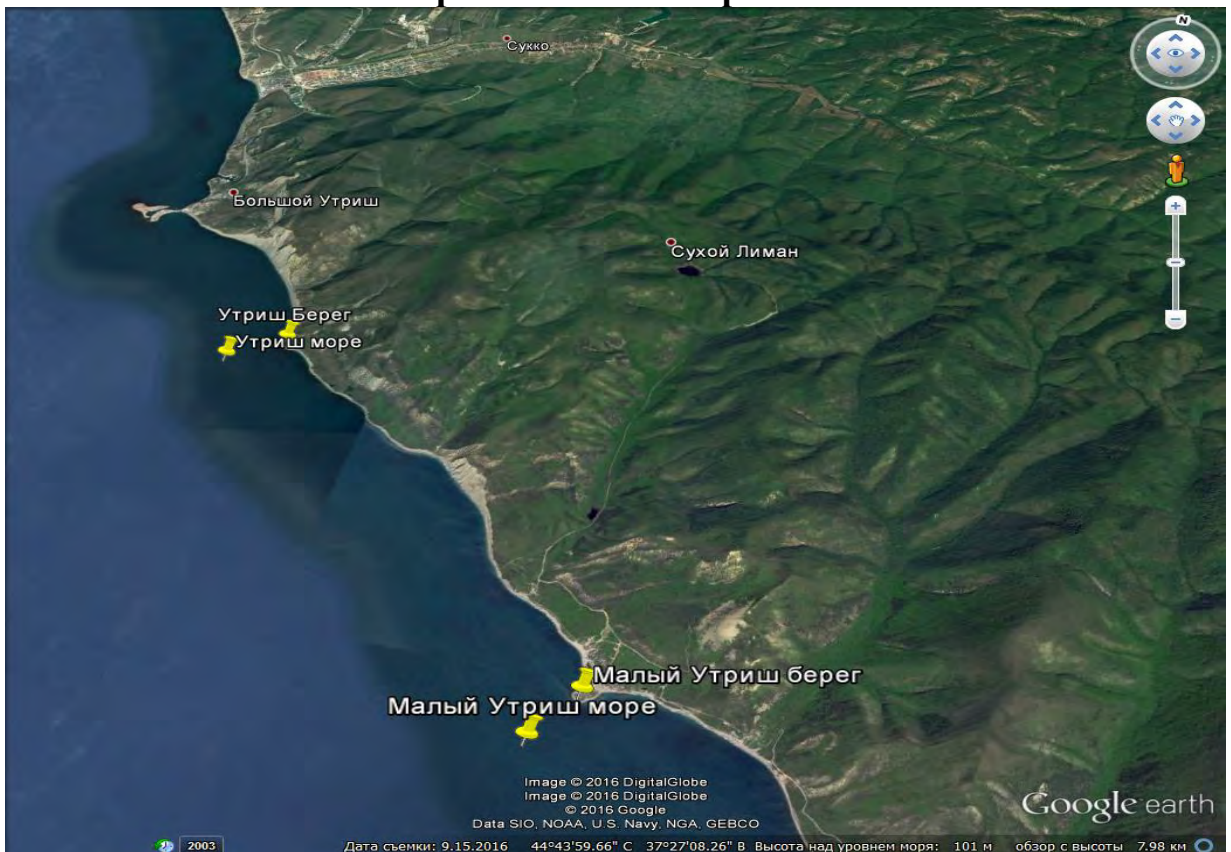 N
Сукко
Большой Утриш
Сухой Лиман
Утриш Берег
Утриш море
Малый Утриш берег
Малый Утриш море
Image © 2016 DigitalGlobe
Image © 2016 DigitalGlobe
© 2016 Google
Data SIO, NOAA, U.S. Navy, NGA, GEBCO
Google earth
2003
Дата съемки: 9.15.2016 44°43'59.66" С 37°27'08.26" В Высота над уровнем моря: 101 м обзор с высоты 7.98 км